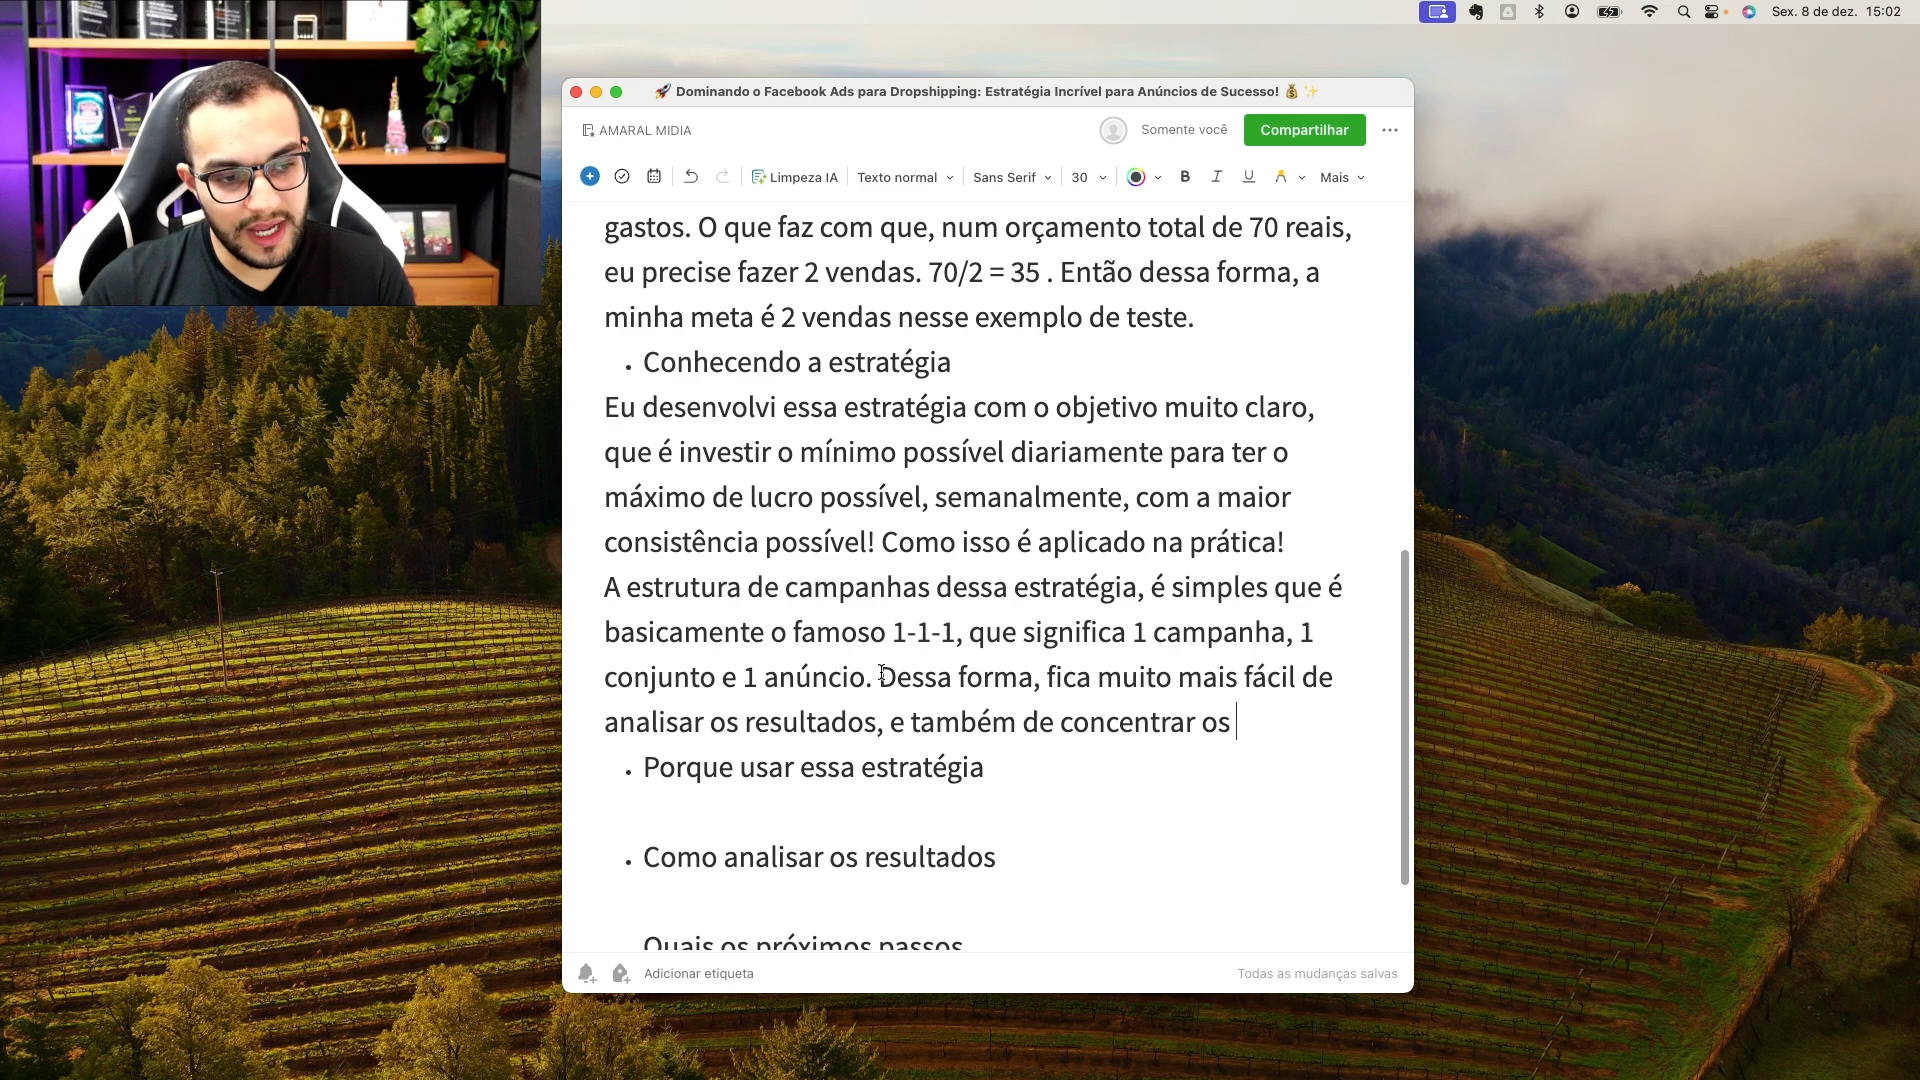 Sex. 8 de dez. 15:02
🚀 Dominando o Facebook Ads para Dropshipping: Estratégia Incrível para Anúncios de Sucesso! 💰 ✨
AMARAL MIDIA
Somente você
Compartilhar
Limpeza IA
Texto normal
Sans Serif
30
B
I
U
A
Mais
gastos. O que faz com que, num orçamento total de 70 reais,
eu precise fazer 2 vendas. 70/2 = 35 . Então dessa forma, a
minha meta é 2 vendas nesse exemplo de teste.
• Conhecendo a estratégia
Eu desenvolvi essa estratégia com o objetivo muito claro,
que é investir o mínimo possível diariamente para ter o
máximo de lucro possível, semanalmente, com a maior
consistência possível! Como isso é aplicado na prática!
A estrutura de campanhas dessa estratégia, é simples que é
basicamente o famoso 1-1-1, que significa 1 campanha, 1
conjunto e 1 anúncio. Dessa forma, fica muito mais fácil de
analisar os resultados, e também de concentrar os
• Porque usar essa estratégia
• Como analisar os resultados
Quais os próximos passos
Adicionar etiqueta
Todas as mudanças salvas